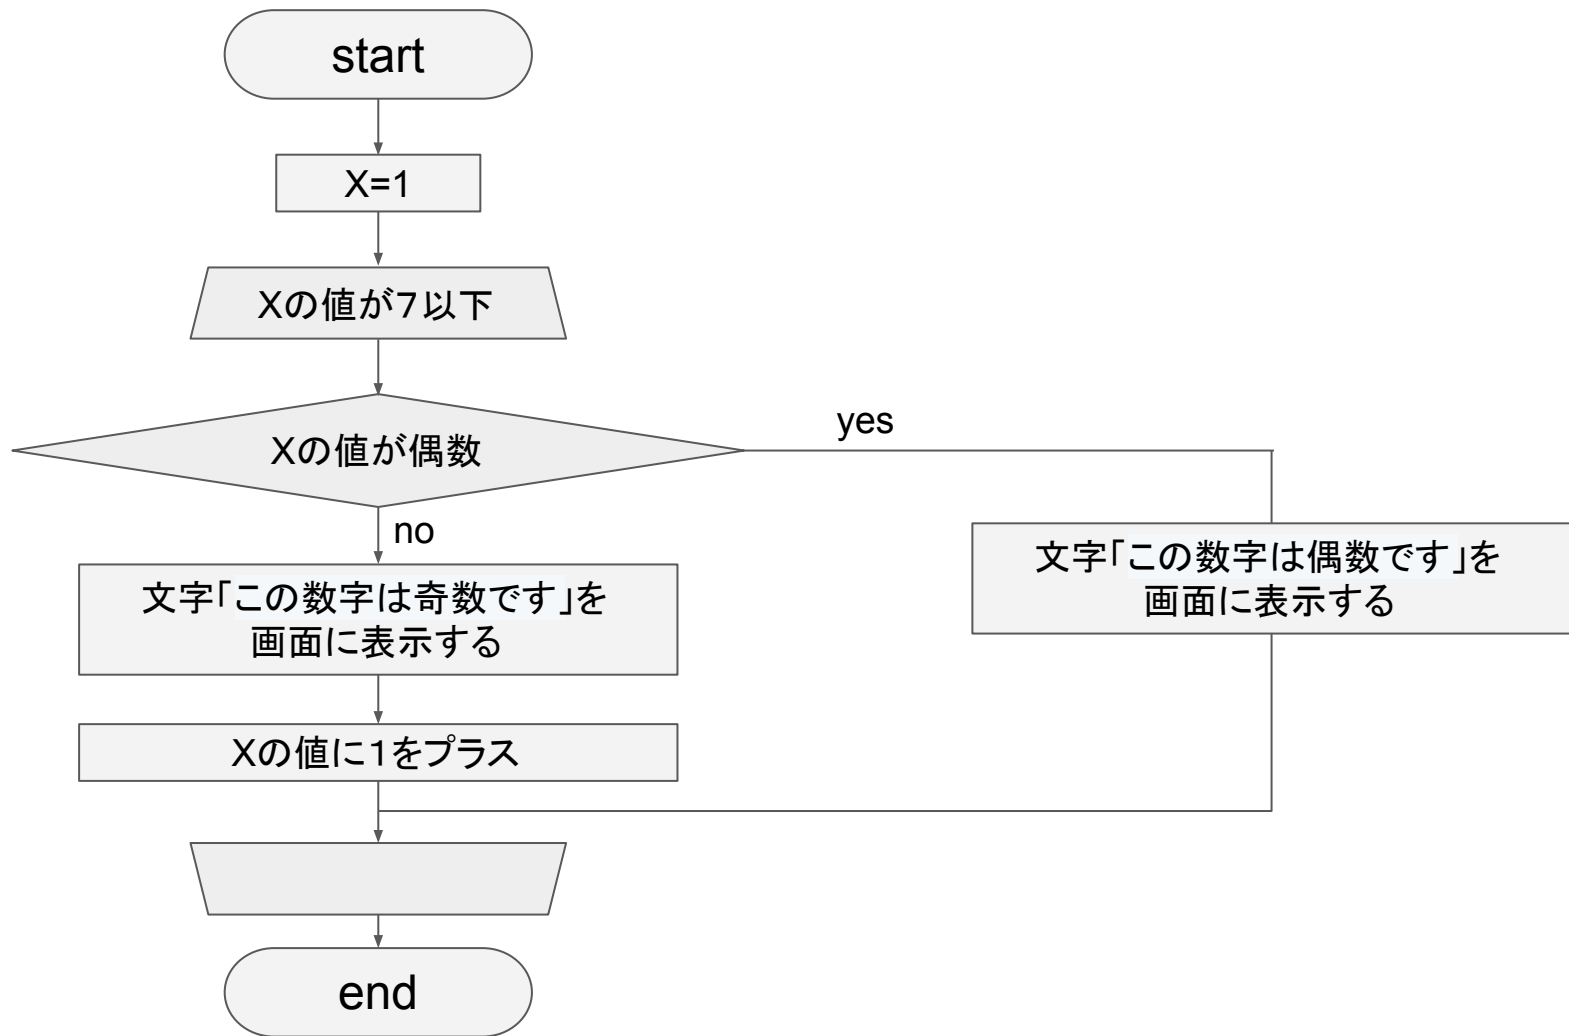 start
X=1
Xの値が7以下
Xの値が偶数
yes
no
文字「この数字は奇数です」を
画面に表示する
文字「この数字は偶数です」を
画面に表示する
Xの値に1をプラス
end